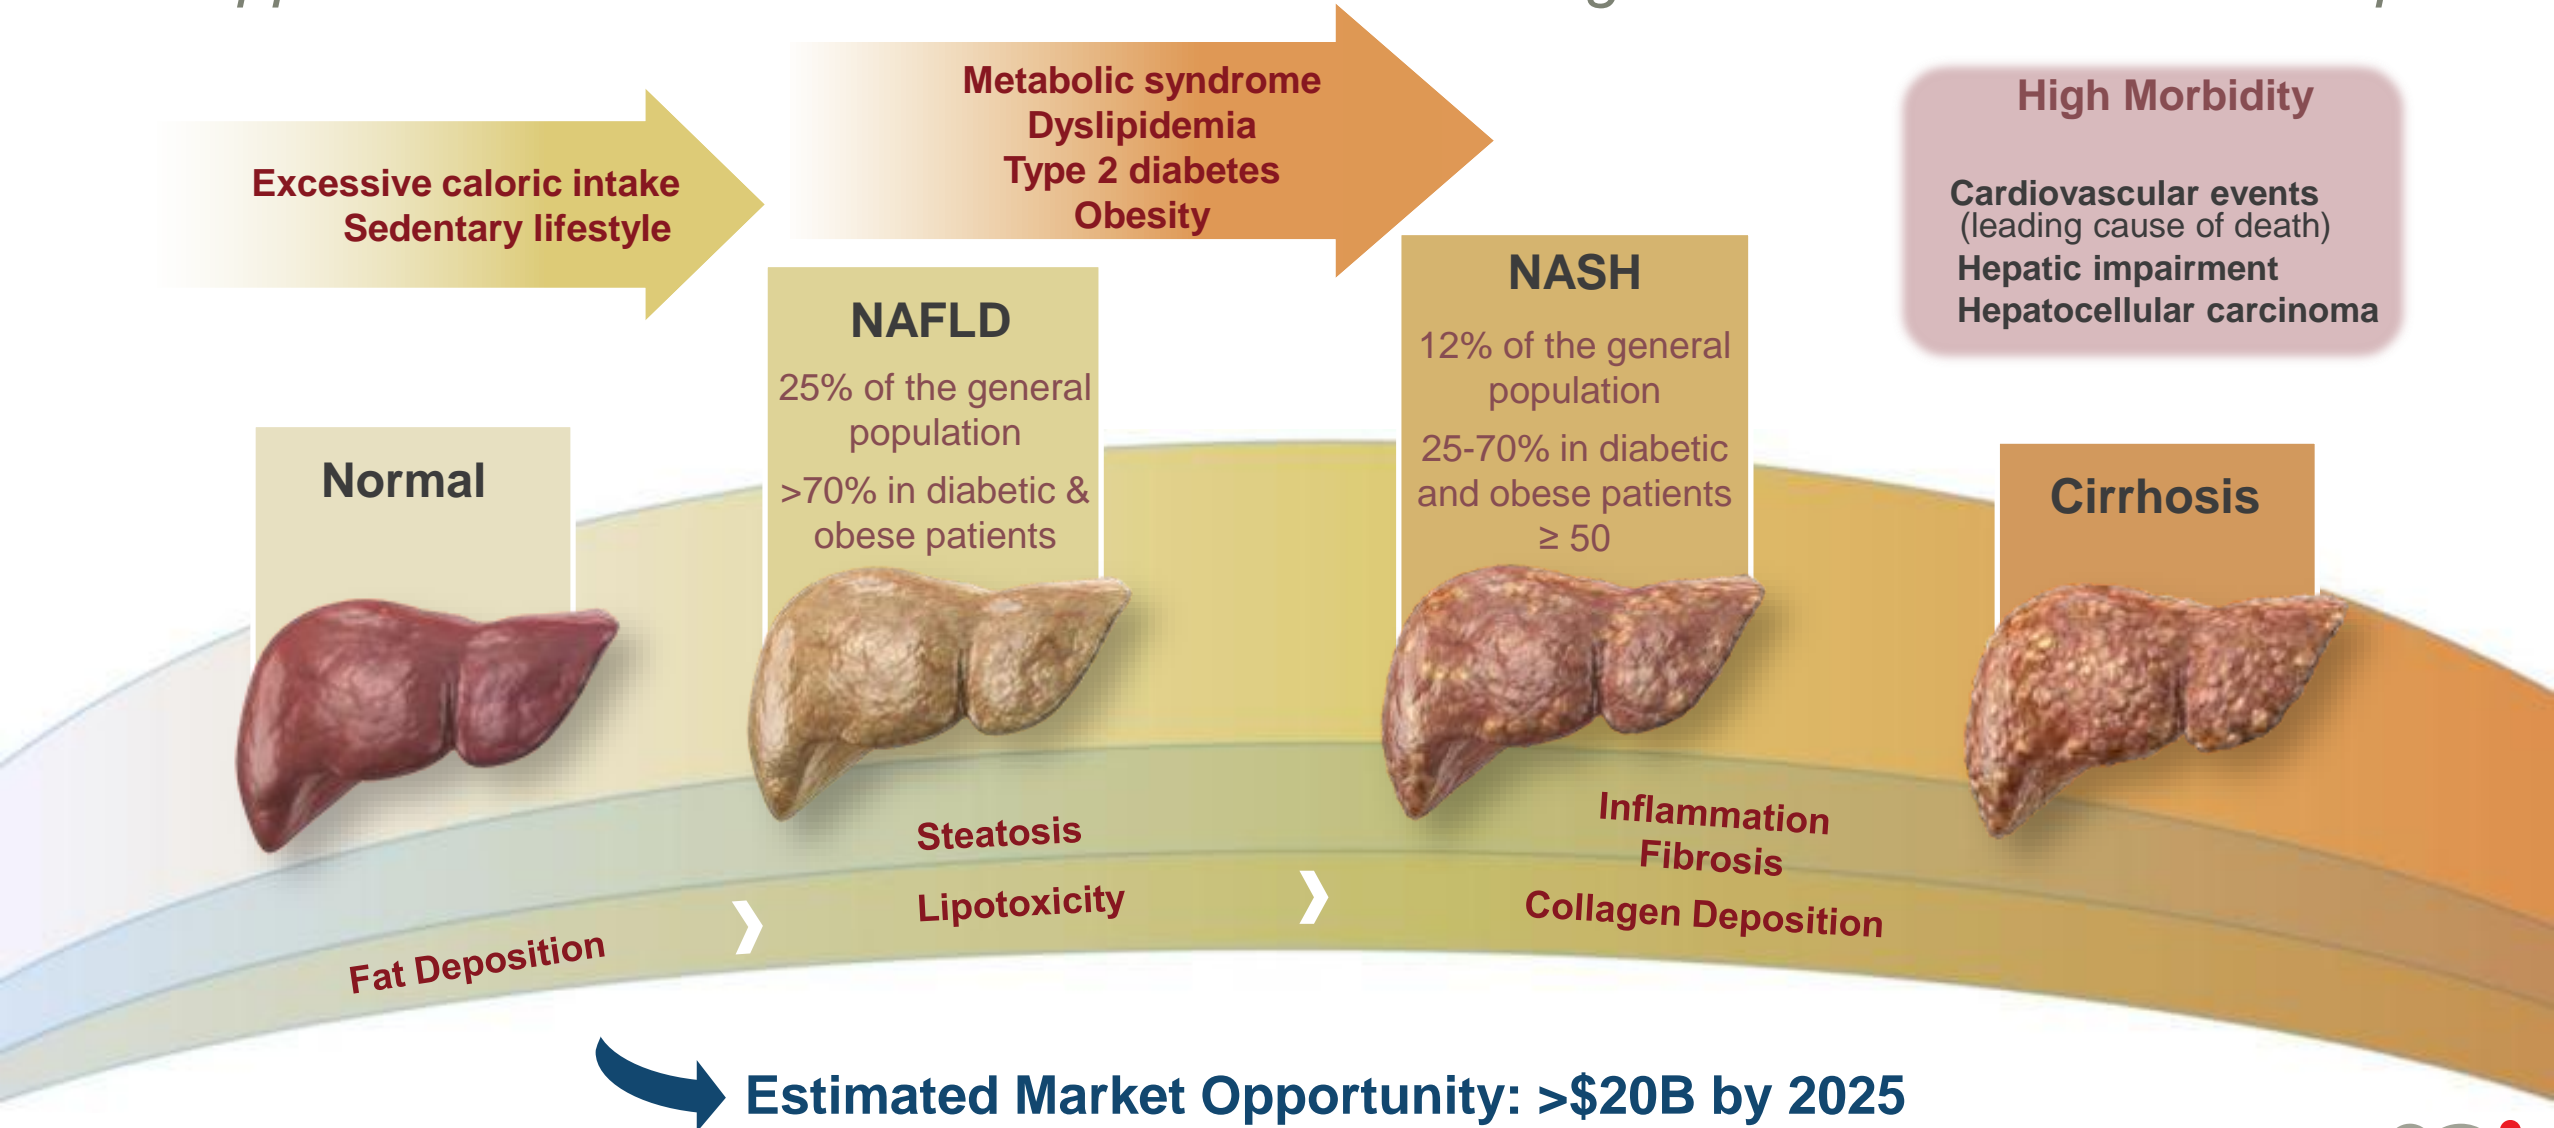 Metabolic syndrome
Dyslipidemia
Type 2 diabetes
Obesity
Excessive caloric intake
Sedentary lifestyle
High Morbidity
Cardiovascular events
(leading cause of death)
Hepatic impairment
Hepatocellular carcinoma
Normal
NAFLD
25% of the general
population
>70% in diabetic &
obese patients
NASH
12% of the general
population
25-70% in diabetic
and obese patients
≥ 50
Cirrhosis
Fat Deposition
Steatosis
Lipotoxicity
Inflammation
Fibrosis
Collagen Deposition
Estimated Market Opportunity: >$20B by 2025